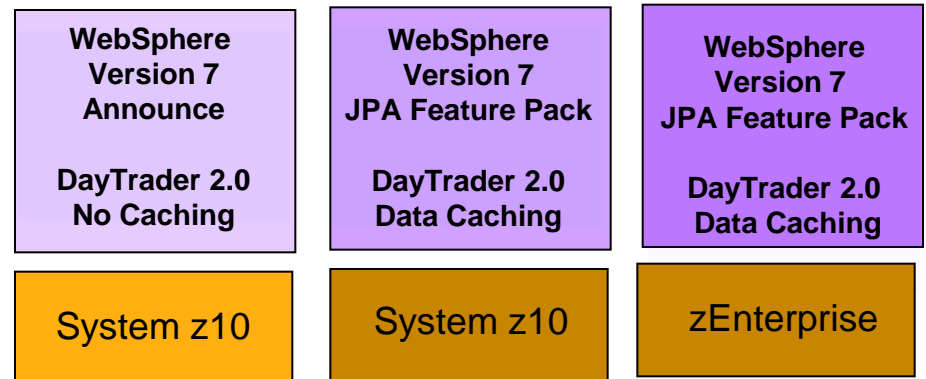 WebSphere
Version 7
Announce
DayTrader 2.0
No Caching
System z10
WebSphere
Version 7
JPA Feature Pack
DayTrader 2.0
Data Caching
System z10
WebSphere
Version 7
JPA Feature Pack
DayTrader 2.0
Data Caching
zEnterprise